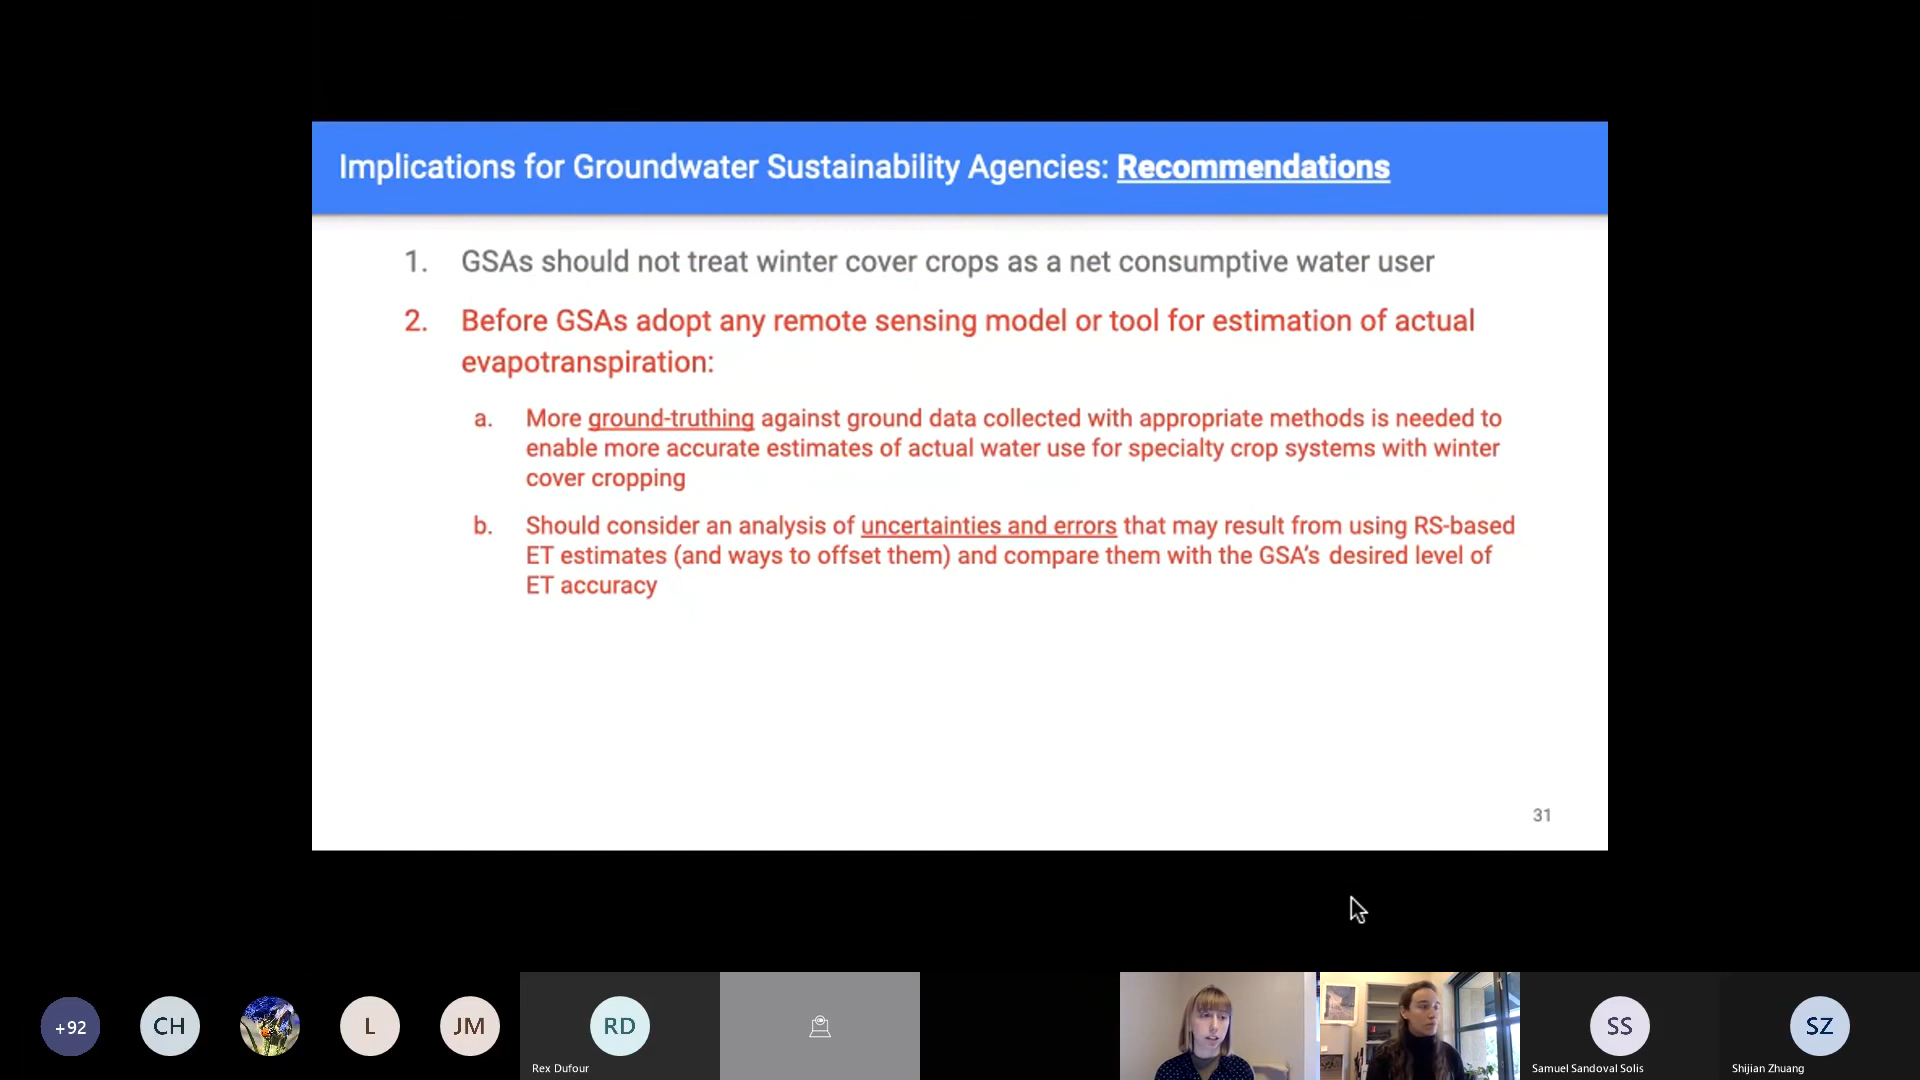 Implications for Groundwater Sustainability Agencies: Recommendations
1. GSAs should not treat winter cover crops as a net consumptive water user
2. Before GSAs adopt any remote sensing model or tool for estimation of actual
evapotranspiration:
a. More ground-truthing against ground data collected with appropriate methods is needed to
enable more accurate estimates of actual water use for specialty crop systems with winter
cover cropping
b. Should consider an analysis of uncertainties and errors that may result from using RS-based
ET estimates (and ways to offset them) and compare them with the GSA's desired level of
ET accuracy
31
+92
CH
L
JM
RD
Rex Dufour
SS
Samuel Sandoval Solis
SZ
Shijian Zhuang